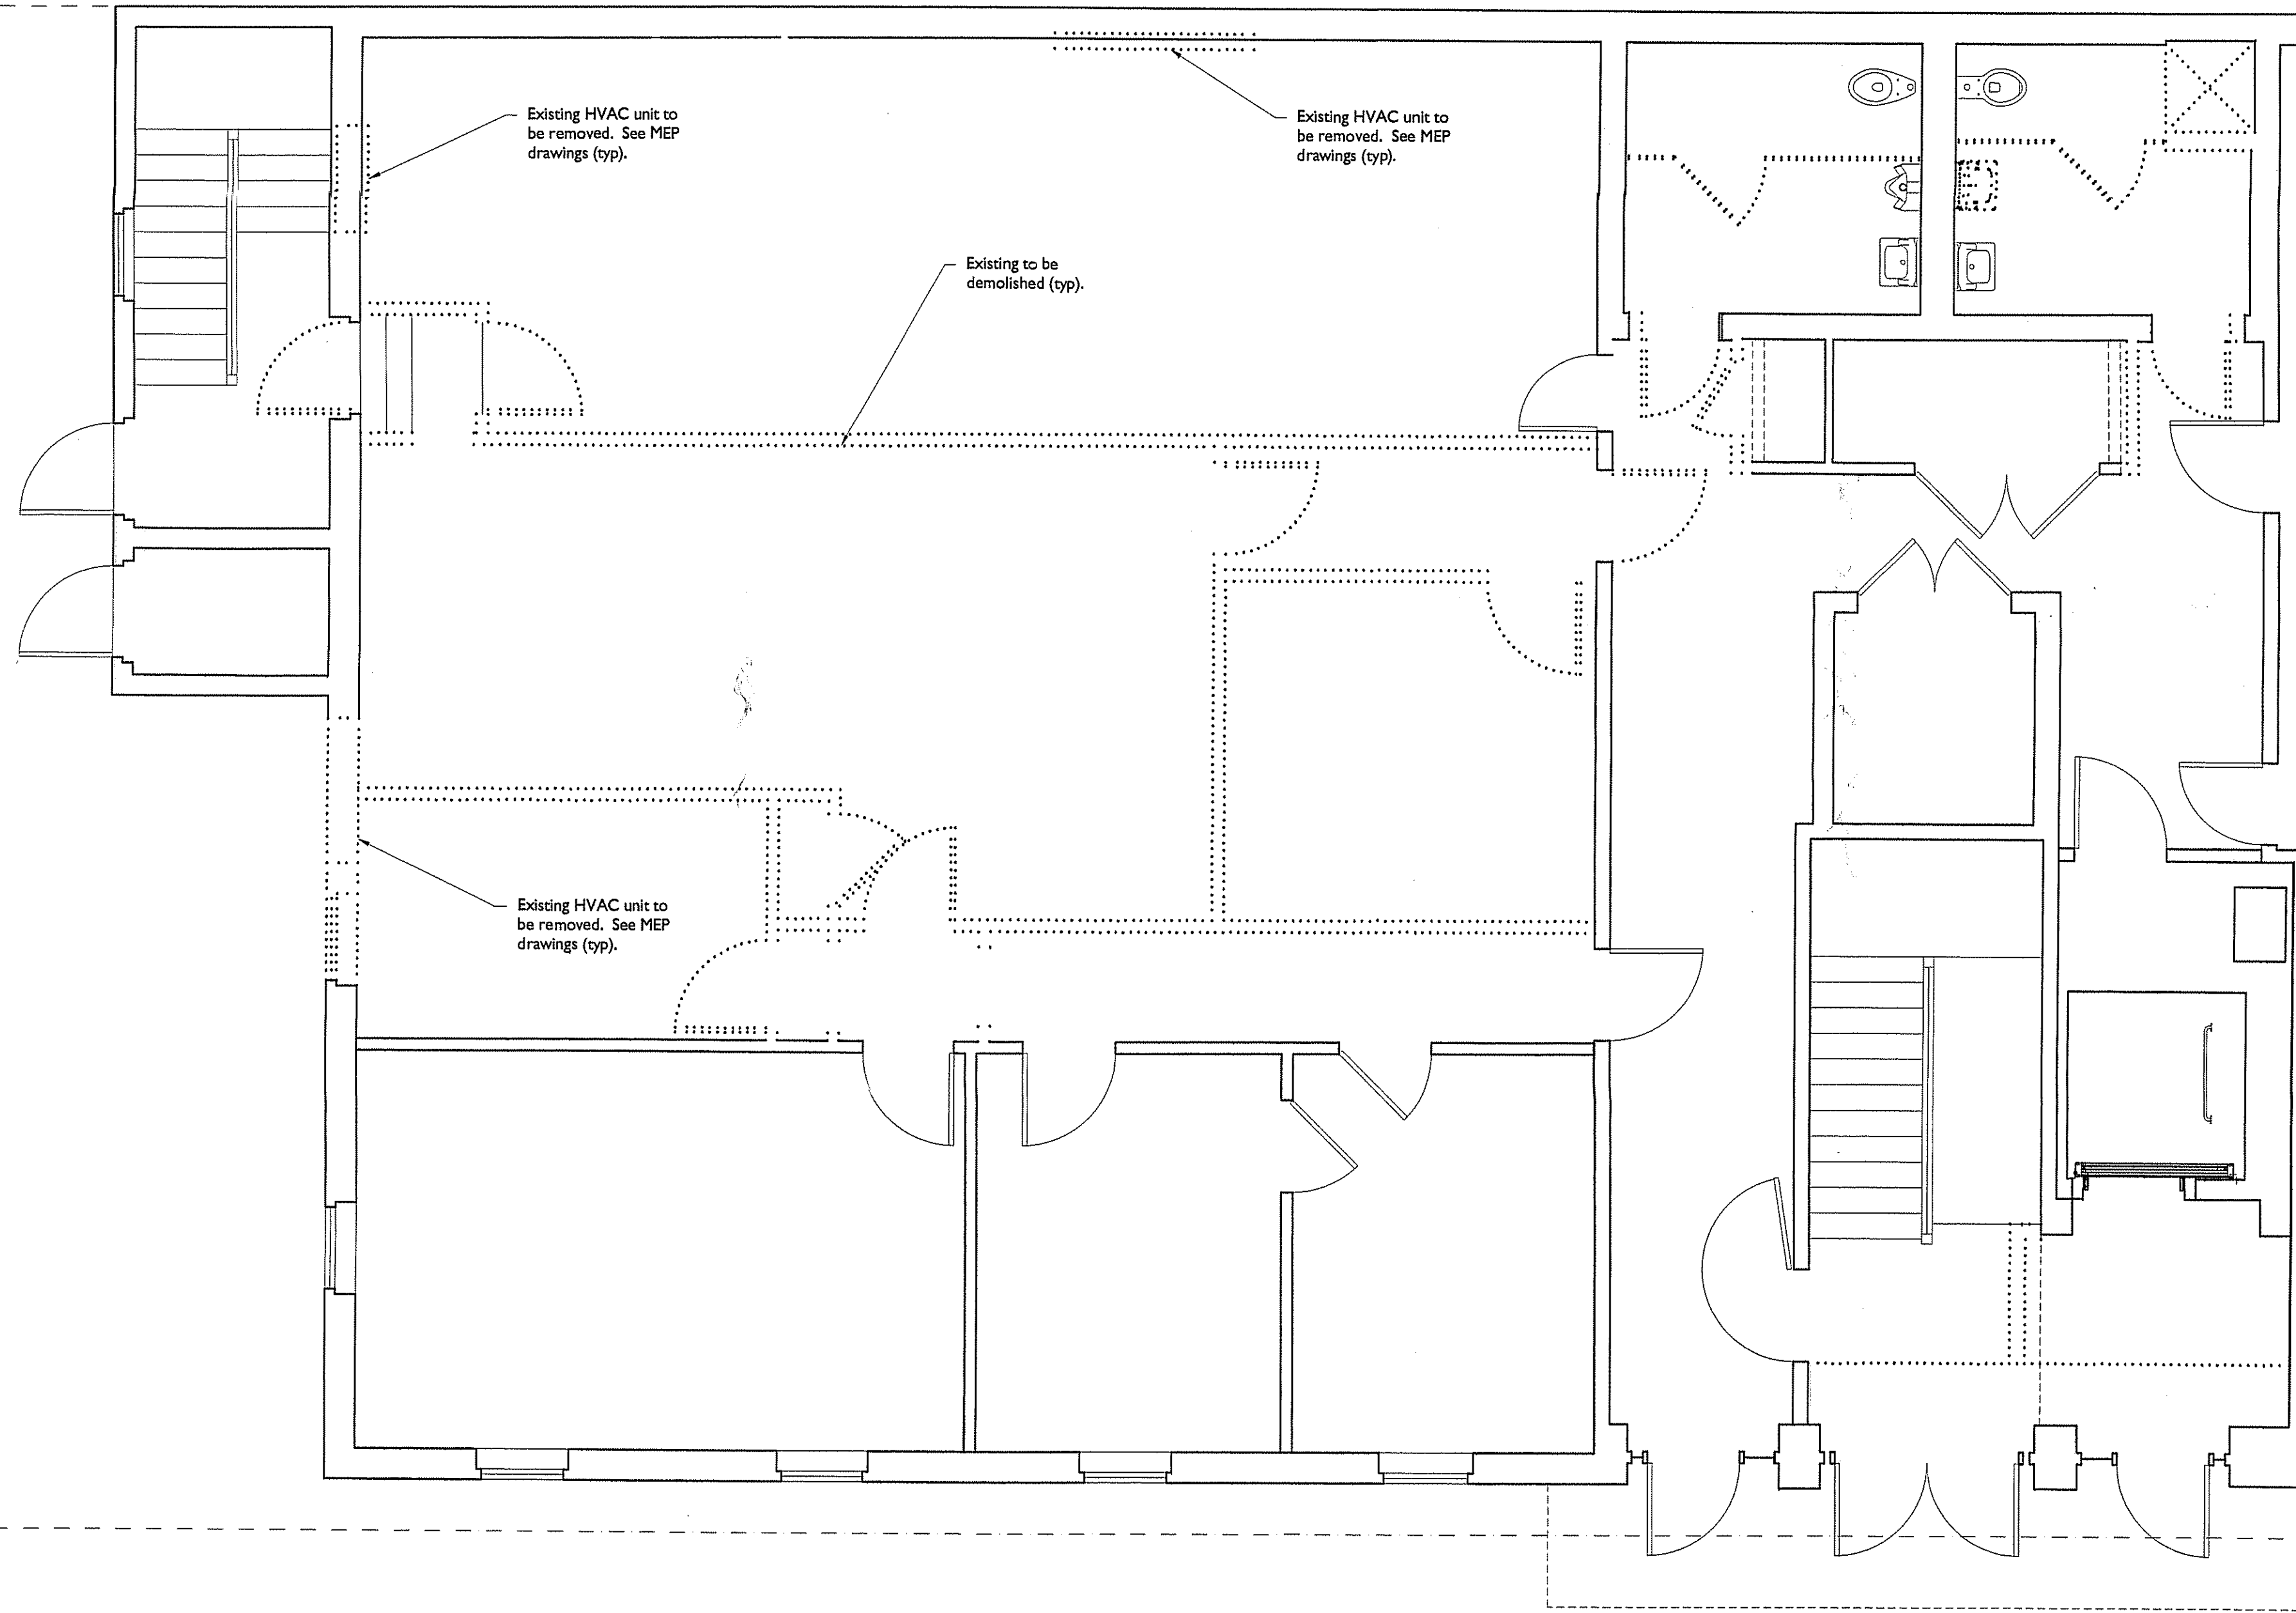 Existing HVAC unit to
be removed. See MEP
drawings (typ).
Existing HVAC unit to
be removed. See MEP
drawings (typ).
Existing to be
demolished (typ).
Existing HVAC unit to
be removed. See MEP
drawings (typ).